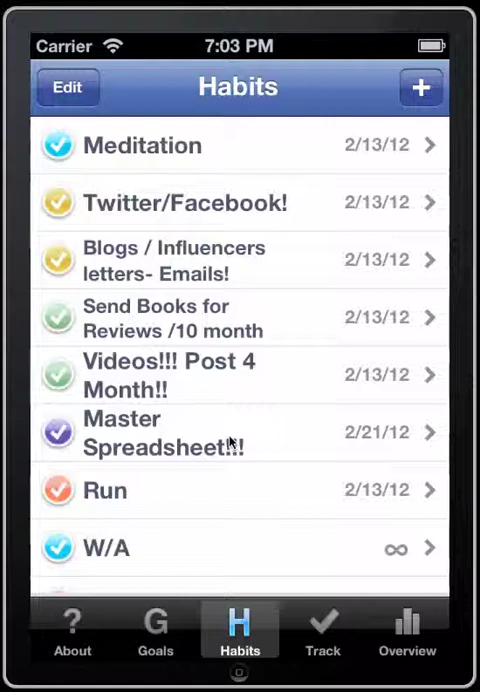 Carrier 7:03 PM
Edit Habits +
Meditation 2/13/12
Twitter/Facebook! 2/13/12
Blogs / Influencers
letters- Emails! 2/13/12
Send Books for
Reviews /10 month 2/13/12
Videos!!! Post 4
Month!! 2/13/12
Master
Spreadsheet!!! 2/21/12
Run 2/13/12
W/A ∞
? G H
About Goals Habits Track Overview